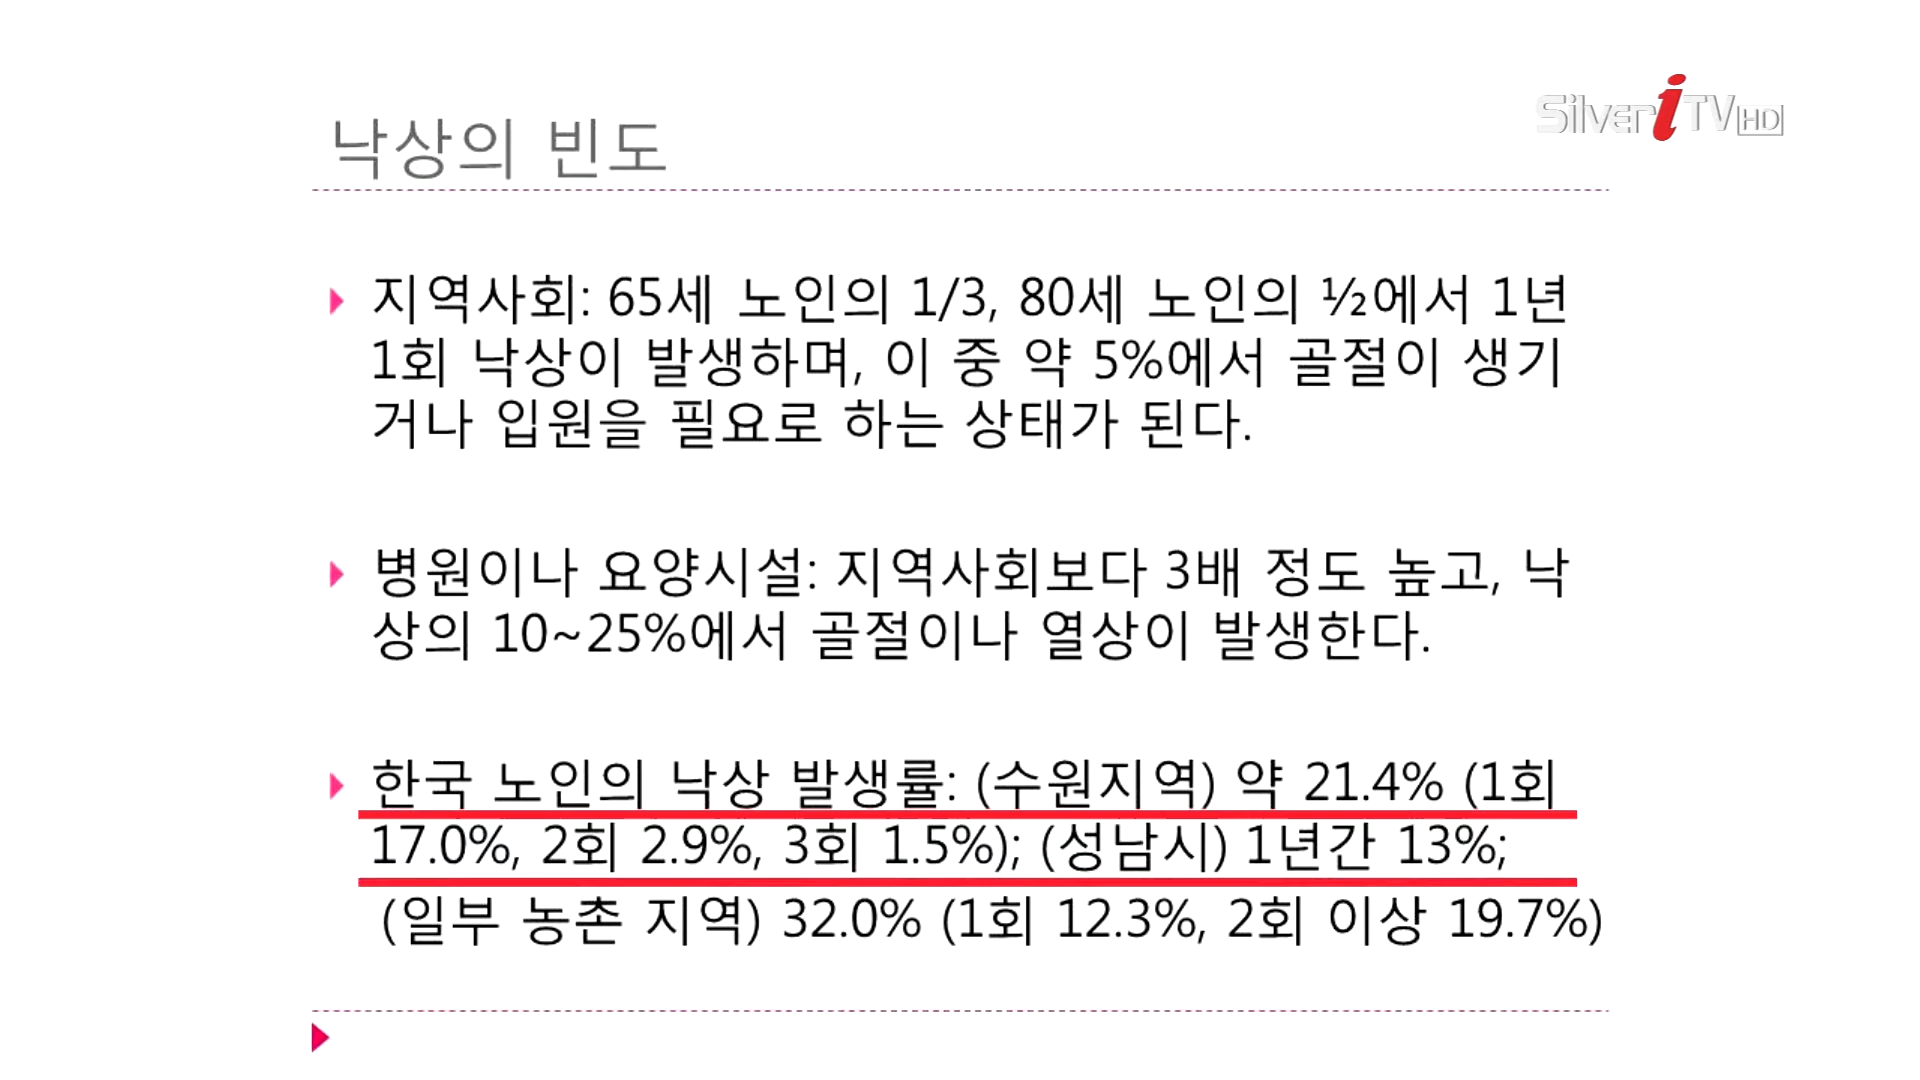 Silver i TV HD
낙상의 빈도
지역사회: 65세 노인의 1/3, 80세 노인의 ½에서 1년
1회 낙상이 발생하며, 이 중 약 5%에서 골절이 생기
거나 입원을 필요로 하는 상태가 된다.
병원이나 요양시설: 지역사회보다 3배 정도 높고, 낙
상의 10~25%에서 골절이나 열상이 발생한다.
한국 노인의 낙상 발생률: (수원지역) 약 21.4% (1회
17.0%, 2회 2.9%, 3회 1.5%); (성남시) 1년간 13%;
(일부 농촌 지역) 32.0% (1회 12.3%, 2회 이상 19.7%)